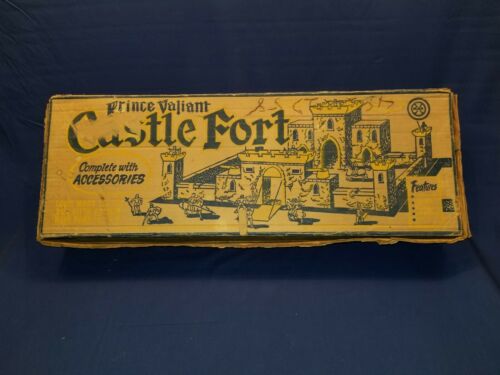 Prince Valiant
Castle Fort
Complete with
ACCESSORIES
Features